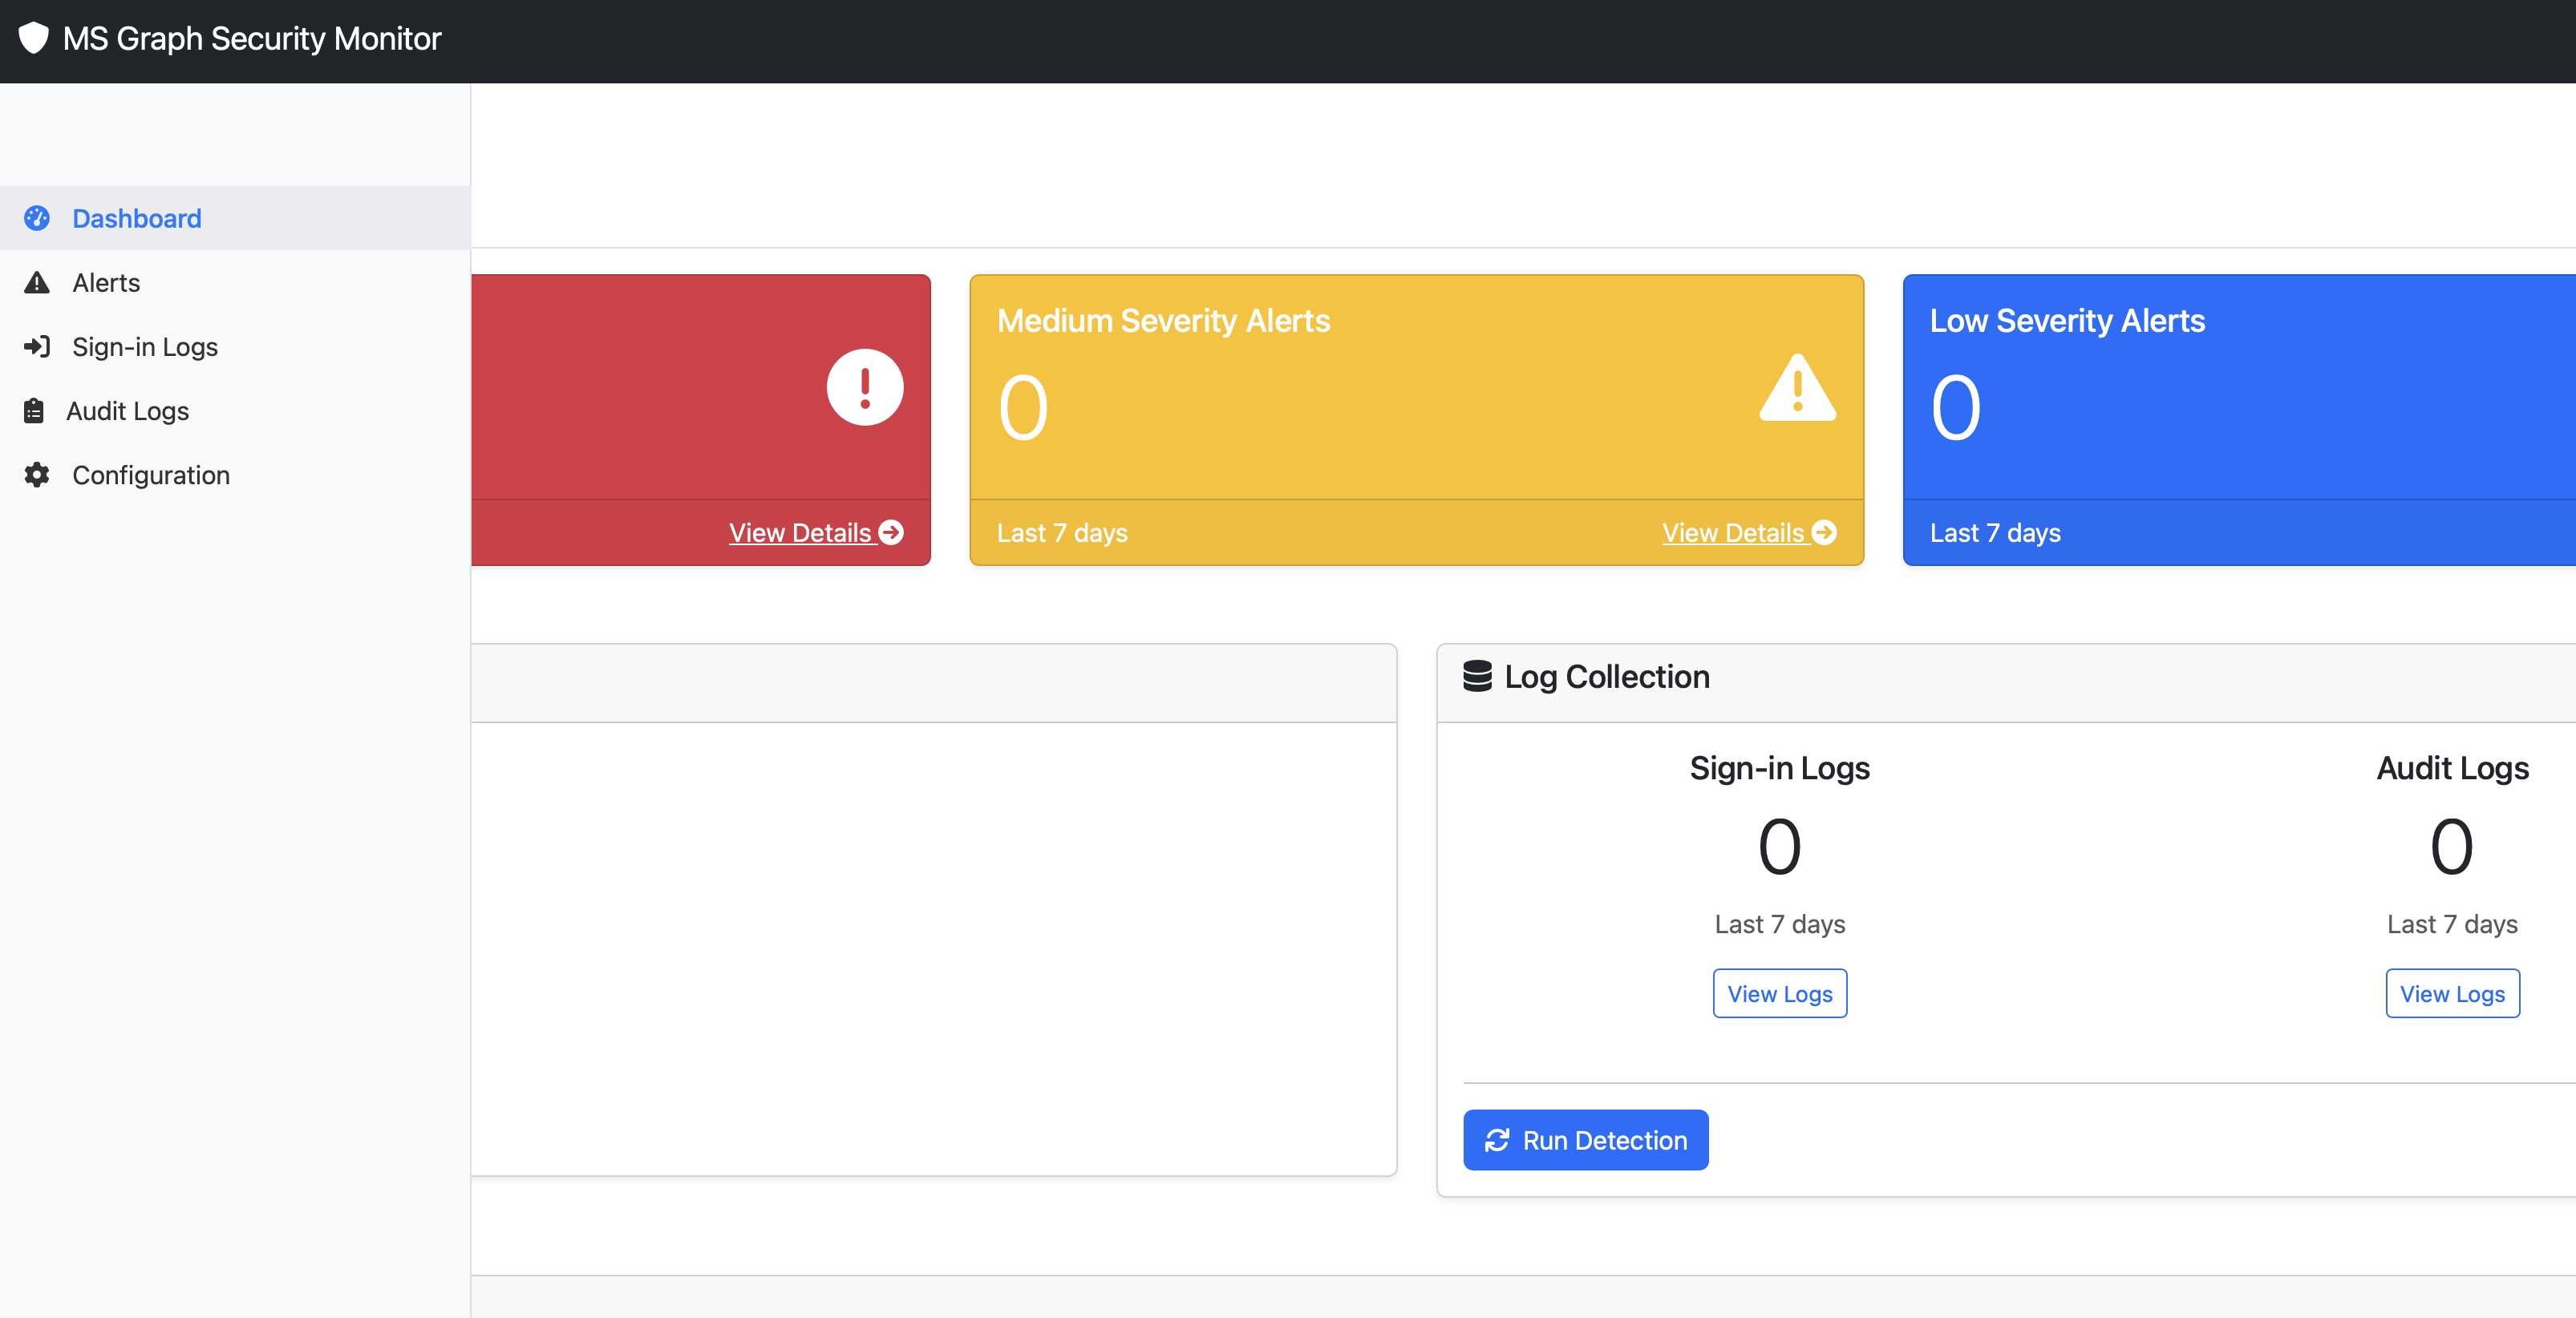 MS Graph Security Monitor
Dashboard
Alerts
Sign-in Logs
Audit Logs
Configuration
View Details
Medium Severity Alerts
0
Last 7 days
View Details
Low Severity Alerts
0
Last 7 days
Log Collection
Sign-in Logs
0
Last 7 days
View Logs
Audit Logs
0
Last 7 days
View Logs
Run Detection